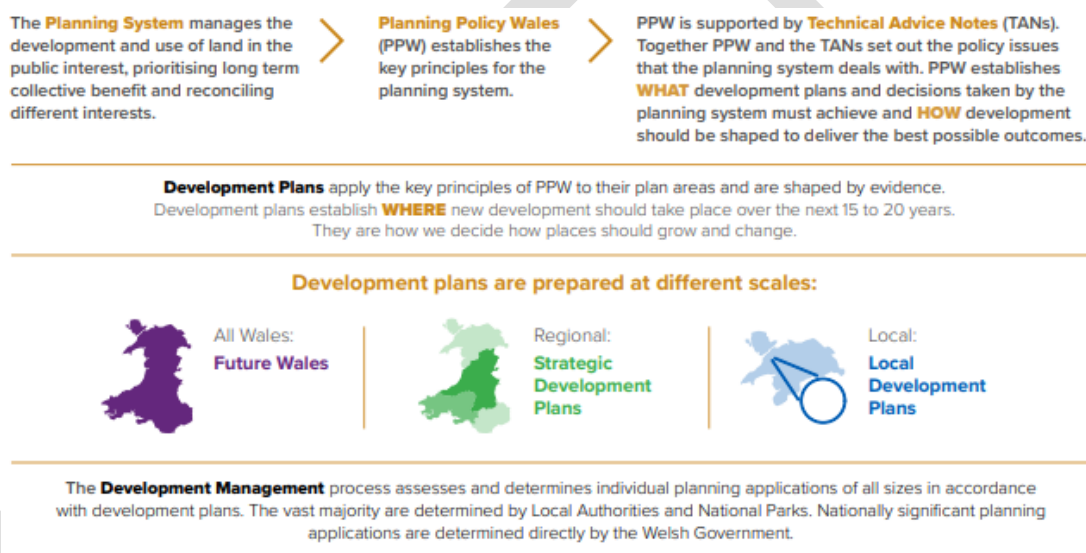 The Planning System manages the
development and use of land in the
public interest, prioritising long term
collective benefit and reconciling
different interests.
Planning Policy Wales
(PPW) establishes the
key principles for the
planning system.
PPW is supported by Technical Advice Notes (TANs).
Together PPW and the TANs set out the policy issues
that the planning system deals with. PPW establishes
WHAT development plans and decisions taken by the
planning system must achieve and HOW development
should be shaped to deliver the best possible outcomes.
Development Plans apply the key principles of PPW to their plan areas and are shaped by evidence.
Development plans establish WHERE new development should take place over the next 15 to 20 years.
They are how we decide how places should grow and change.
Development plans are prepared at different scales:
All Wales:
Future Wales
Regional:
Strategic
Development
Plans
Local:
Local
Development
Plans
The Development Management process assesses and determines individual planning applications of all sizes in accordance
with development plans. The vast majority are determined by Local Authorities and National Parks. Nationally significant planning
applications are determined directly by the Welsh Government.